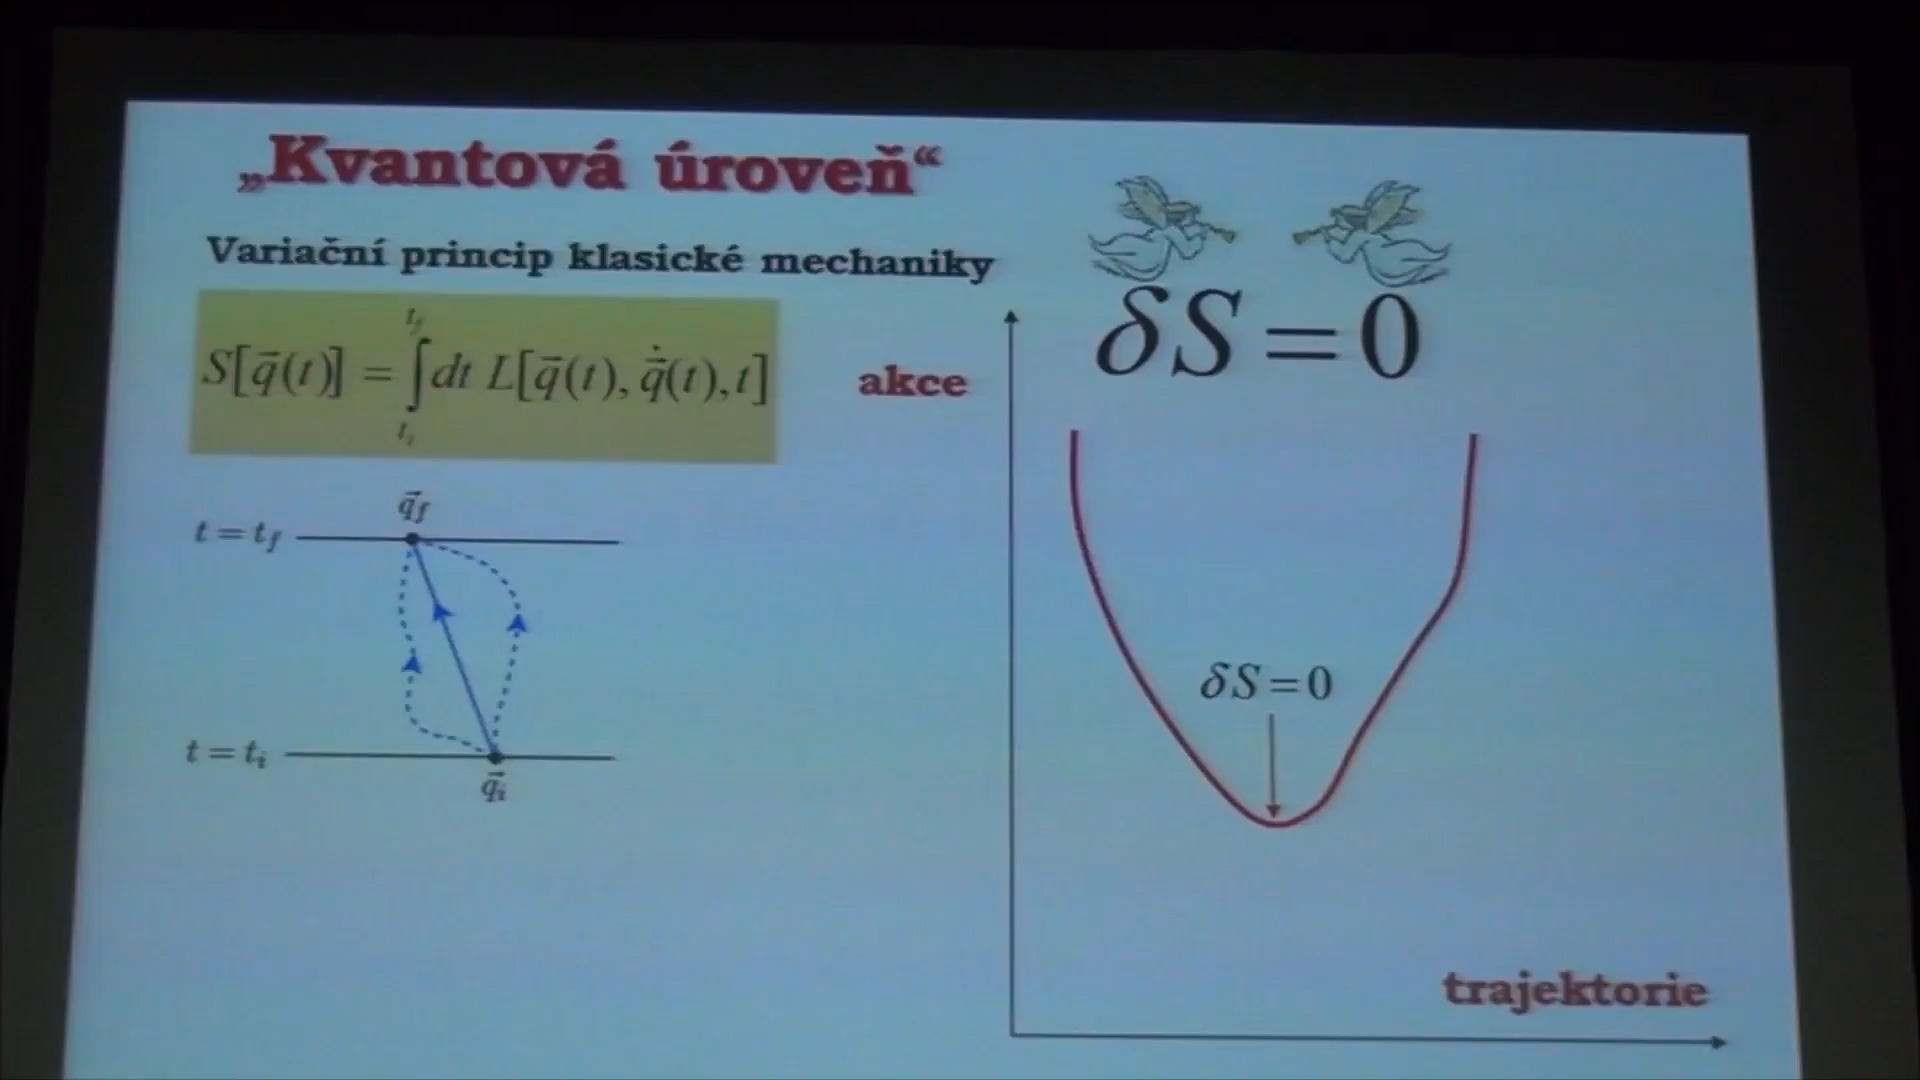 „Kvantová úroveň“
Variační princip klasické mechaniky
S[q⃗(t)] = ∫ dt L[q⃗(t), q⃗̇(t), t]
t_f
t_i
akce
δS = 0
q⃗_f
t = t_f
t = t_i
q⃗_i
δS = 0
trajektorie